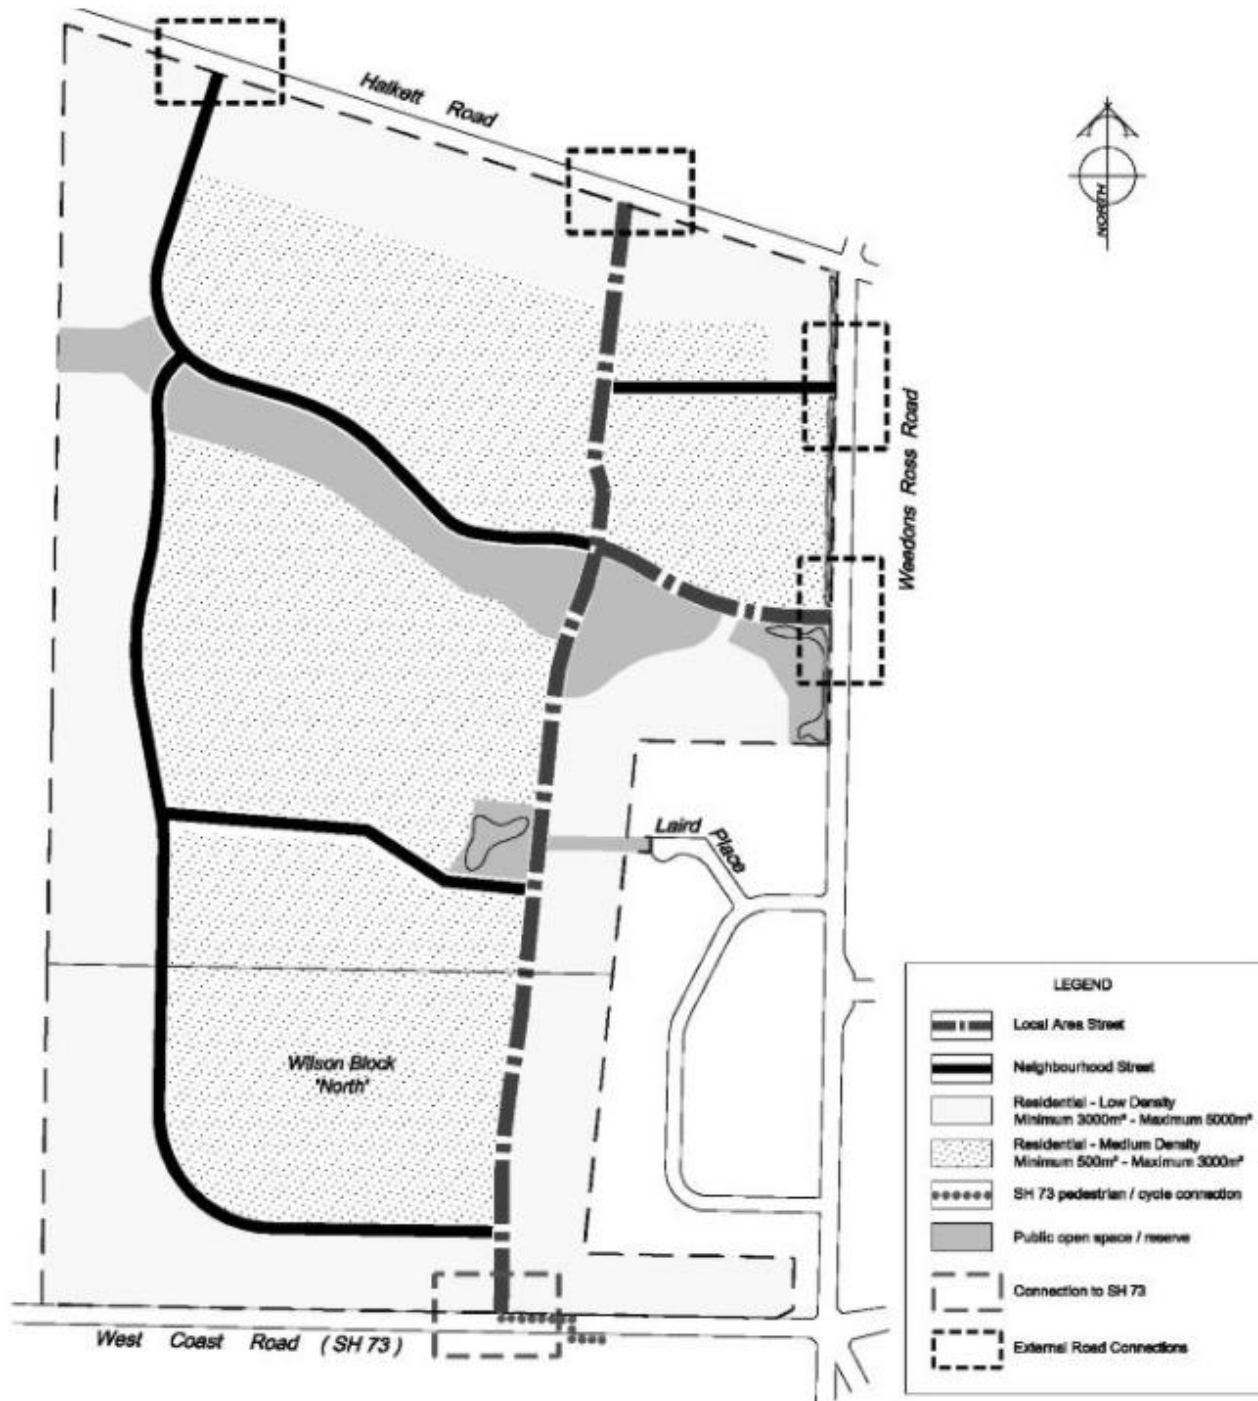 Halkett Road
NORTH
Weedons Ross Road
Laird Place
Wilson Block
"North"
West Coast Road ( SH 73 )
LEGEND
Local Area Street
Neighbourhood Street
Residential - Low Density
Minimum 3000m² - Maximum 5000m²
Residential - Medium Density
Minimum 500m² - Maximum 3000m²
SH 73 pedestrian / cycle connection
Public open space / reserve
Connection to SH 73
External Road Connections